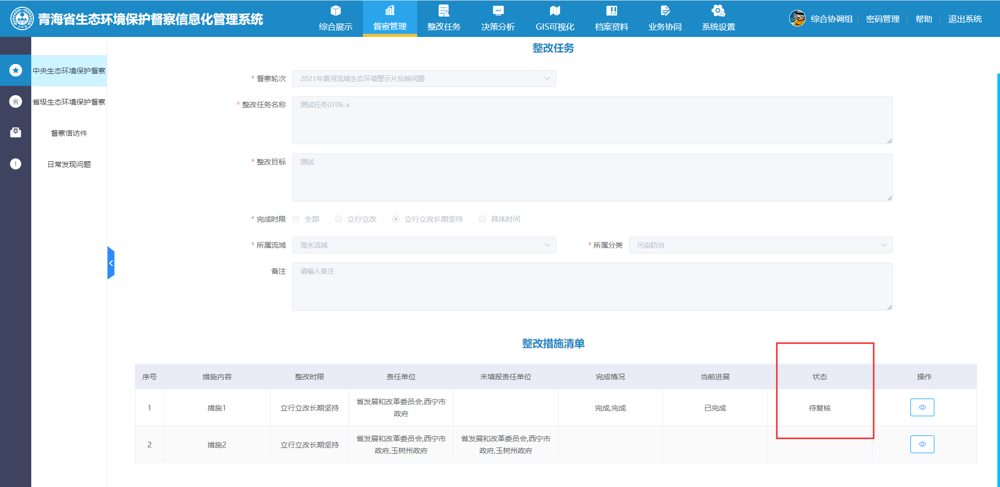 青海省生态环境保护督察信息化管理系统
综合展示 督察管理 整改任务 决策分析 GIS可视化 档案资料 业务协同 系统设置
综合协调组 密码管理 帮助 退出系统
ZHB
中央生态环境保护督察
省 省级生态环境保护督察
督察信访件
日常发现问题
整改任务
* 督察轮次 2021年黄河流域生态环境警示片反映问题
* 整改任务名称 测试任务0706-x
* 整改目标 测试
* 完成时限 全部 立行立改 立行立改长期坚持 具体时间
* 所属流域 湟水流域 * 所属分类 污染防治
备注 请输入备注
整改措施清单
序号 措施内容 整改时限 责任单位 未填报责任单位 完成情况 当前进展 状态 操作
1 措施1 立行立改长期坚持 省发展和改革委员会,西宁市 完成,完成 已完成 待复核
政府
2 措施2 立行立改长期坚持 省发展和改革委员会,西宁市 省发展和改革委员会,西宁市
政府,玉树州政府 政府,玉树州政府